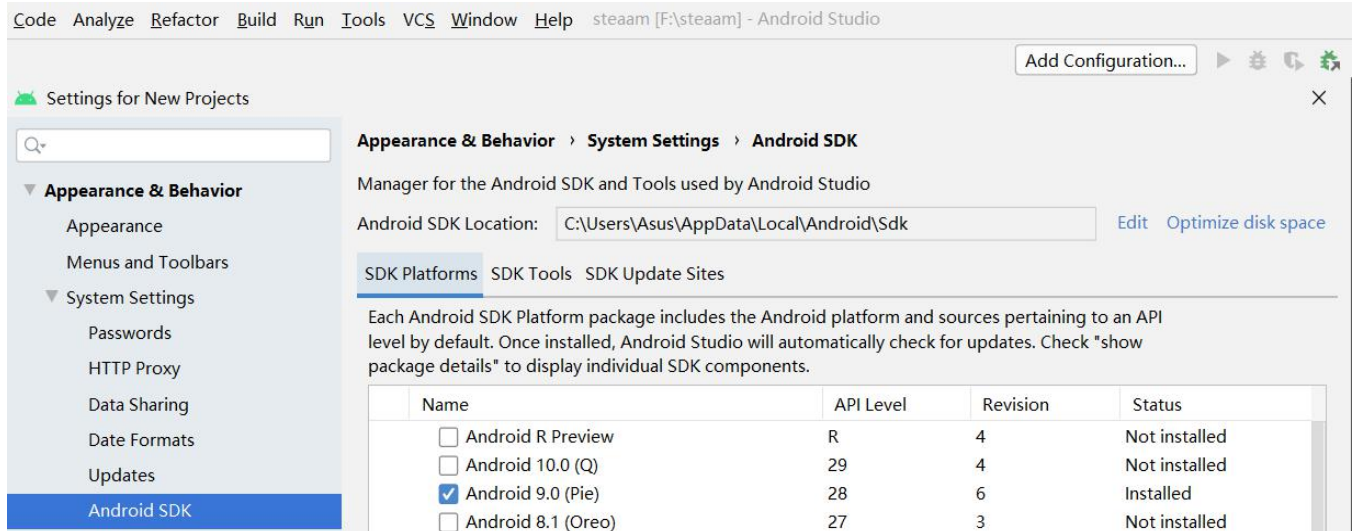 Code Analyze Refactor Build Run Tools VCS Window Help steaam [F:\steaam] - Android Studio
Add Configuration...
Settings for New Projects
Appearance & Behavior › System Settings › Android SDK
Appearance & Behavior
Manager for the Android SDK and Tools used by Android Studio
Appearance
Android SDK Location: C:\Users\Asus\AppData\Local\Android\Sdk Edit Optimize disk space
Menus and Toolbars
SDK Platforms SDK Tools SDK Update Sites
System Settings
Each Android SDK Platform package includes the Android platform and sources pertaining to an API
Passwords
level by default. Once installed, Android Studio will automatically check for updates. Check "show
HTTP Proxy
package details" to display individual SDK components.
Data Sharing
Name API Level Revision Status
Date Formats
Android R Preview R 4 Not installed
Updates
Android 10.0 (Q) 29 4 Not installed
Android SDK
Android 9.0 (Pie) 28 6 Installed
Android 8.1 (Oreo) 27 3 Not installed